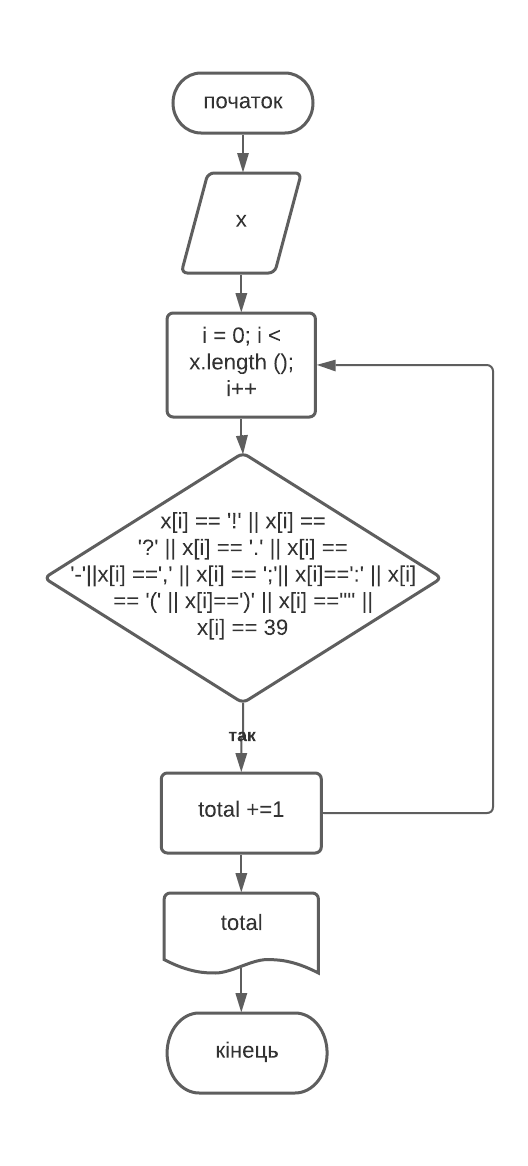 початок
x
i = 0; i <
x.length ();
i++
x[i] == '!' || x[i] ==
'?' || x[i] == '.' || x[i] ==
'-'||x[i] ==',' || x[i] == ';'|| x[i]==':' || x[i]
== '(' || x[i]==')' || x[i] =='"' ||
x[i] == 39
так
total +=1
total
кінець